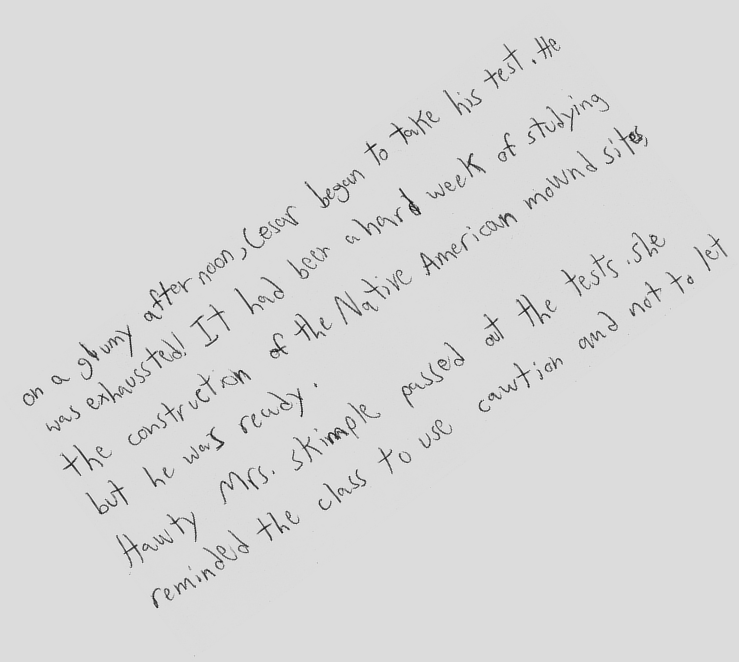 on a glumy after noon, Cesar began to take his test. He
was exhaussted! It had been a hard week of studying
the construction of the Native American mownd sites,
but he was ready.
Hawty Mrs. skimple passed out the tests. she
reminded the class to use cawtion and not to let